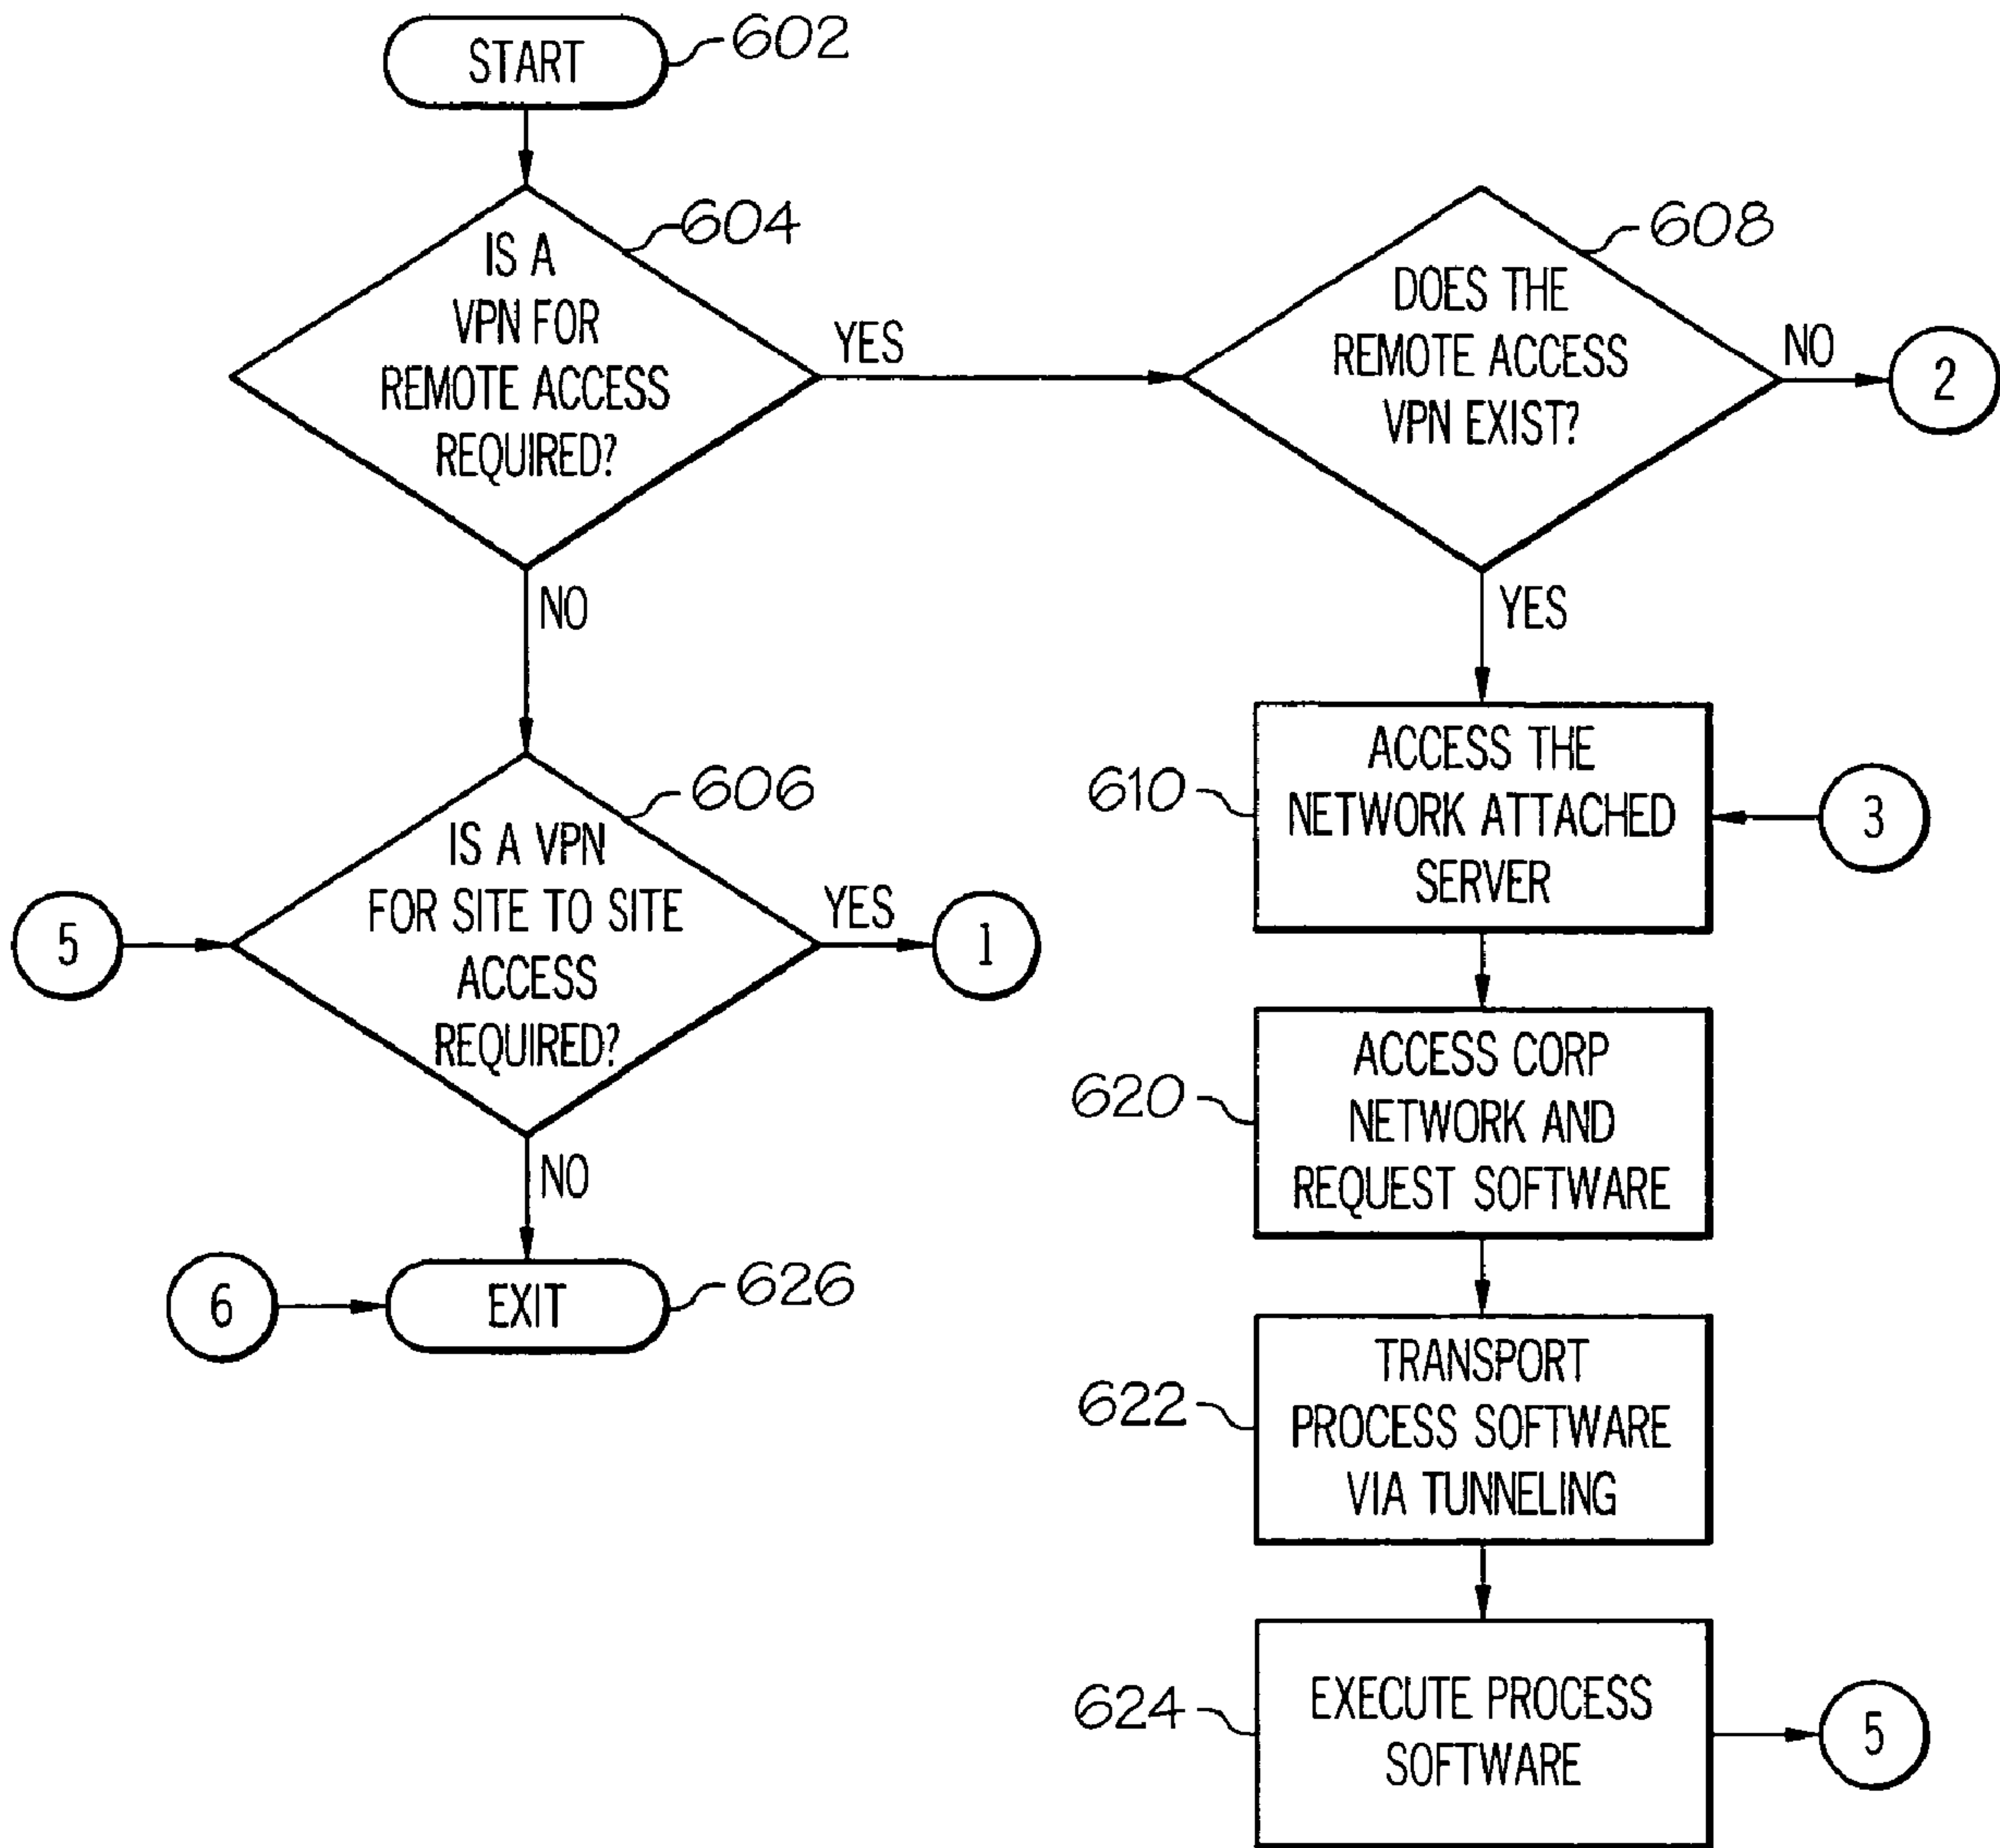 START
602
IS A
VPN FOR
REMOTE ACCESS
REQUIRED?
604
YES
NO
DOES THE
REMOTE ACCESS
VPN EXIST?
608
NO
2
YES
IS A VPN
FOR SITE TO SITE
ACCESS
REQUIRED?
606
5
YES
1
NO
6
EXIT
626
ACCESS THE
NETWORK ATTACHED
SERVER
610
3
ACCESS CORP
NETWORK AND
REQUEST SOFTWARE
620
TRANSPORT
PROCESS SOFTWARE
VIA TUNNELING
622
EXECUTE PROCESS
SOFTWARE
624
5